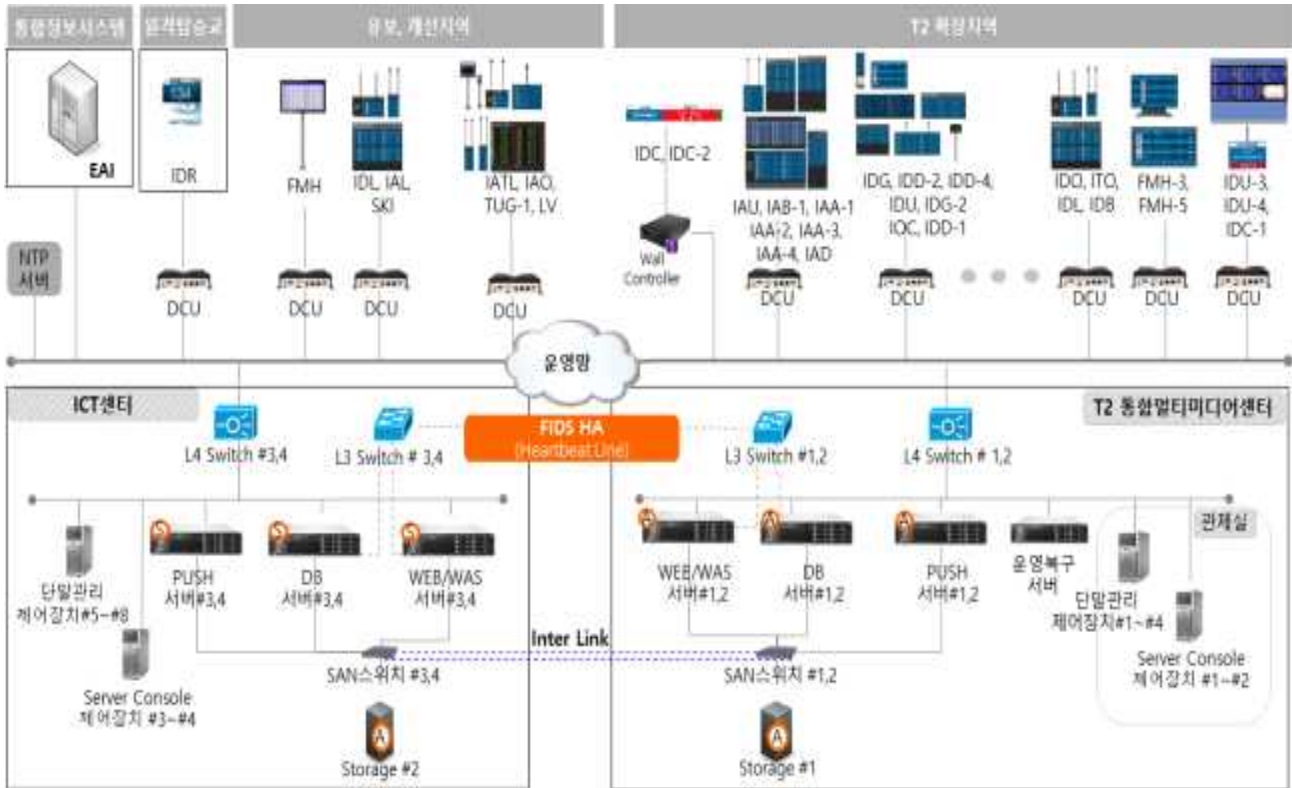 통합정보시스템
원격탑승교
유보, 개선지역
T2 확장지역
EAI
IDR
FMH
IDL, IAL,
SKI
IATL, IAO,
TUG-1, LV
IDC, IDC-2
Wall
Controller
IAU, IAB-1, IAA-1
IAA-2, IAA-3,
IAA-4, IAD
IDG, IDD-2, IDD-4,
IDU, IDG-2
IOC, IDD-1
IDO, ITO,
IDL, IDB
FMH-3,
FMH-5
IDU-3,
IDU-4,
IDC-1
NTP
서버
DCU
DCU
DCU
DCU
DCU
DCU
DCU
DCU
DCU
운영망
ICT센터
T2 통합멀티미디어센터
FIDS HA
(Heartbeat Line)
L4 Switch #3,4
L3 Switch # 3,4
L3 Switch #1,2
L4 Switch # 1,2
관제실
단말관리
제어장치#5~#8
PUSH
서버#3,4
DB
서버#3,4
WEB/WAS
서버#3,4
WEB/WAS
서버#1,2
DB
서버#1,2
PUSH
서버#1,2
운영복구
서버
단말관리
제어장치#1~#4
Server Console
제어장치 #3~#4
Server Console
제어장치 #1~#2
Inter Link
SAN스위치 #3,4
SAN스위치 #1,2
S
S
S
A
A
A
A
Storage #2
A
Storage #1